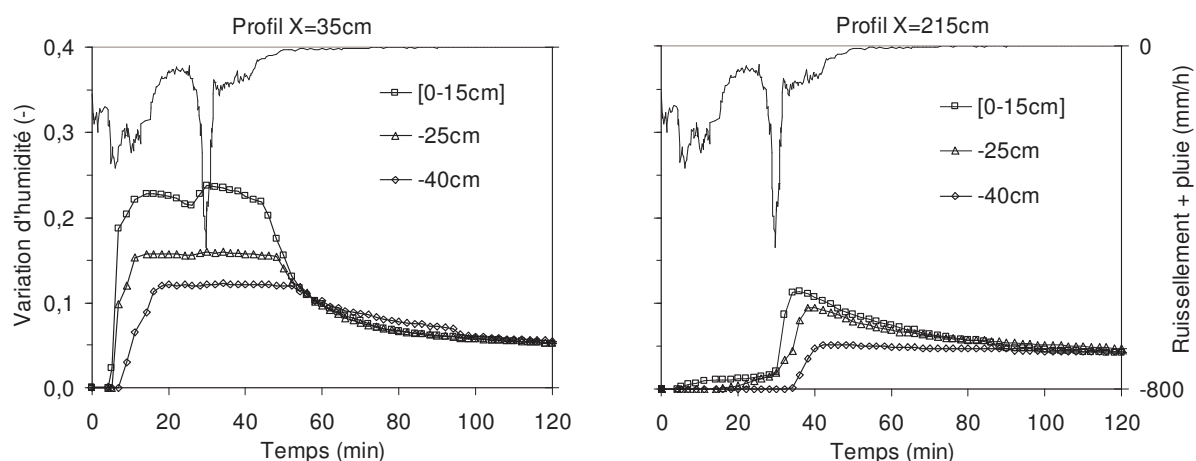 Profil X=35cm
Profil X=215cm
Variation d'humidité (-)
0,4
0,3
0,2
0,1
0,0
[0-15cm]
-25cm
-40cm
0 20 40 60 80 100 120
Temps (min)
[0-15cm]
-25cm
-40cm
0 20 40 60 80 100 120
Temps (min)
0
-800
Ruissellement + pluie (mm/h)